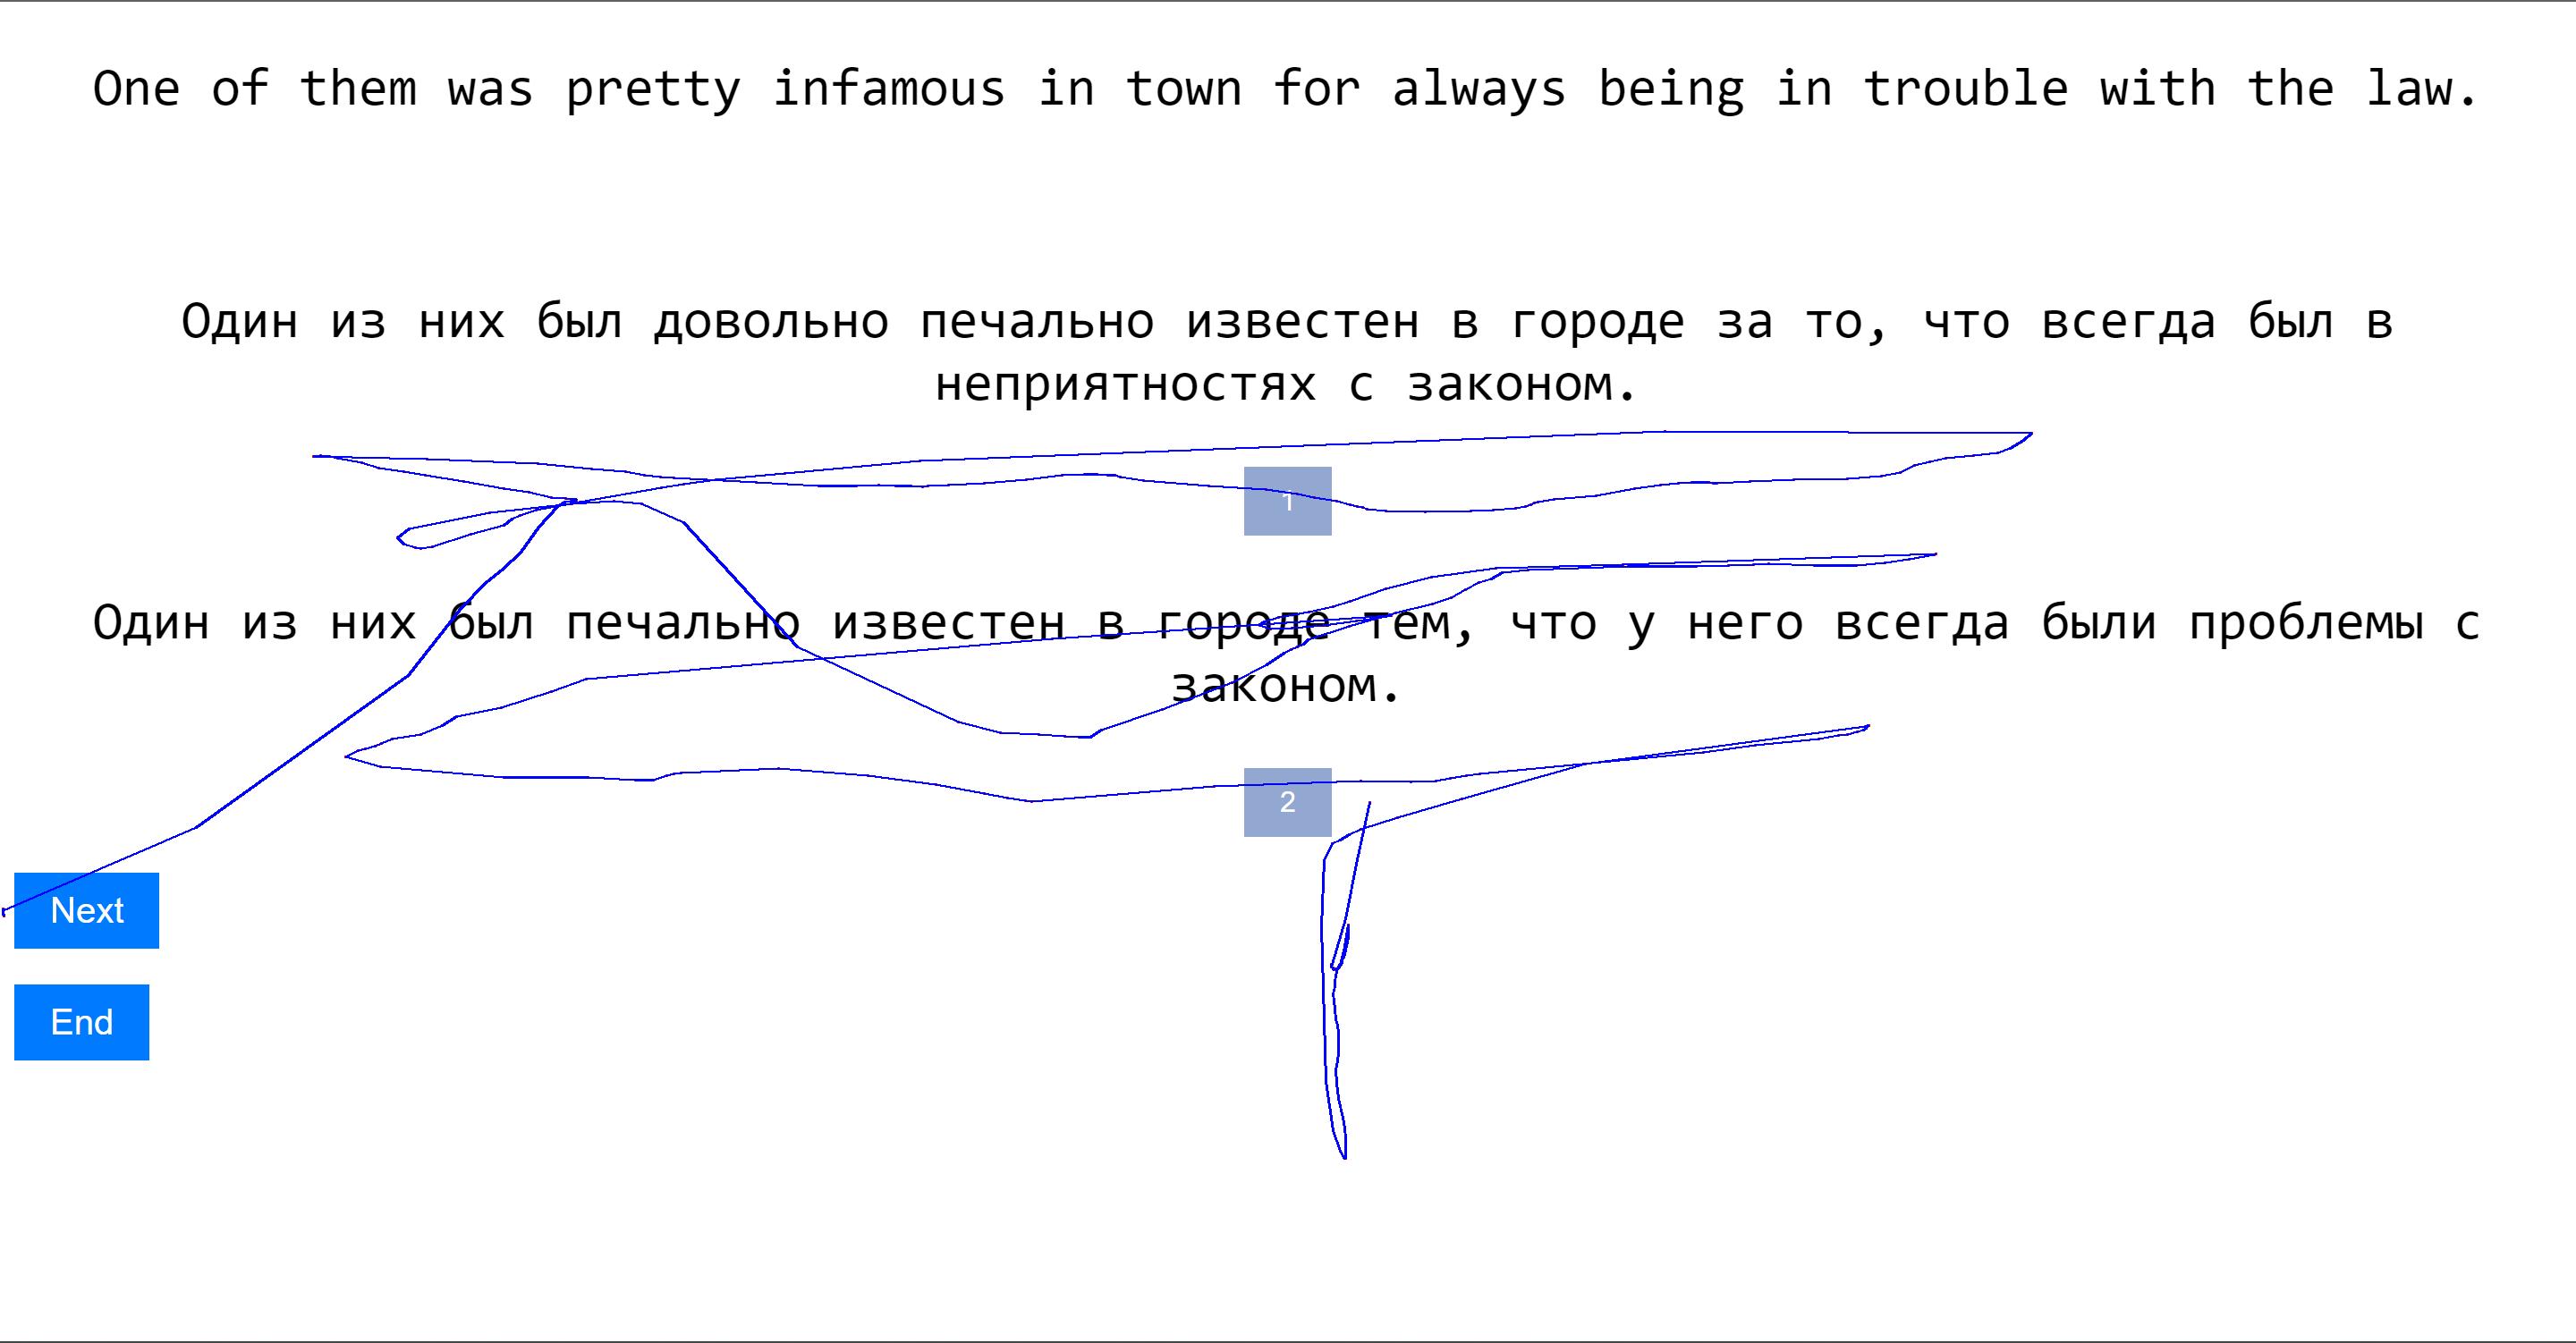 One of them was pretty infamous in town for always being in trouble with the law.
Один из них был довольно печально известен в городе за то, что всегда был в
неприятностях с законом.
1
Один из них был печально известен в городе тем, что у него всегда были проблемы с
законом.
2
Next
End